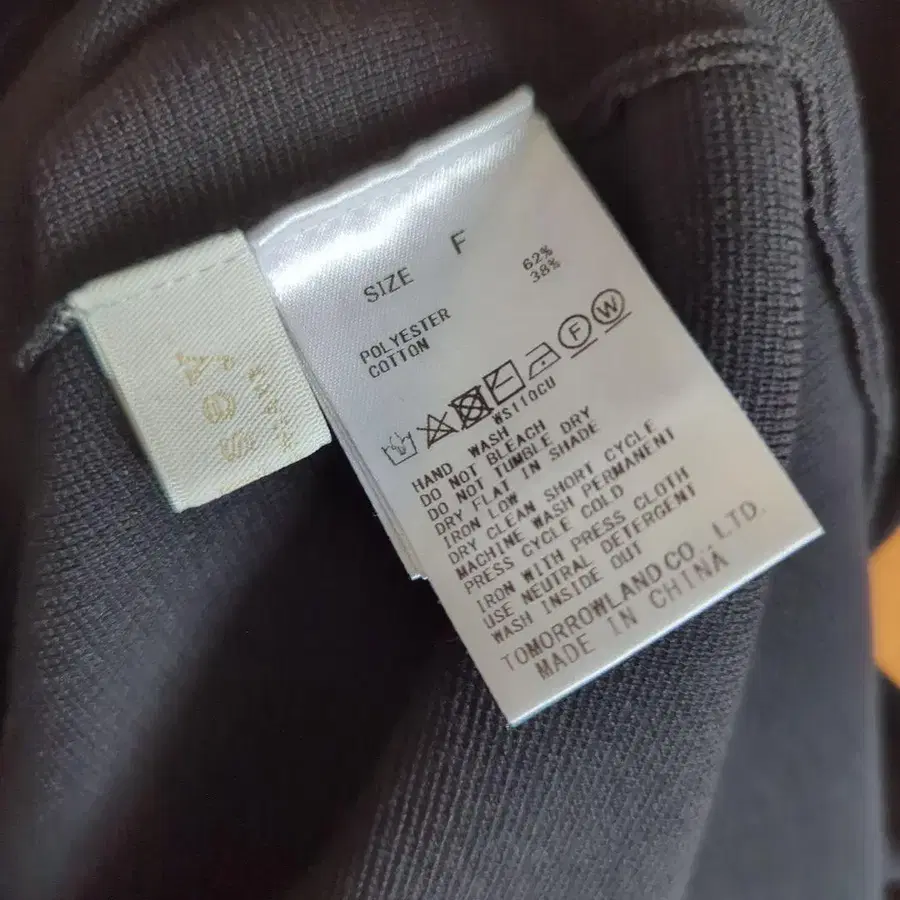 SIZE F
POLYESTER 62%
COTTON 38%
F W
WS110CU
HAND WASH
DO NOT BLEACH
DO NOT TUMBLE DRY
DRY FLAT IN SHADE
IRON LOW
DRY CLEAN SHORT CYCLE
MACHINE WASH PERMANENT
PRESS CYCLE COLD
IRON WITH PRESS CLOTH
USE NEUTRAL DETERGENT
WASH INSIDE OUT
TOMORROWLAND CO., LTD.
MADE IN CHINA